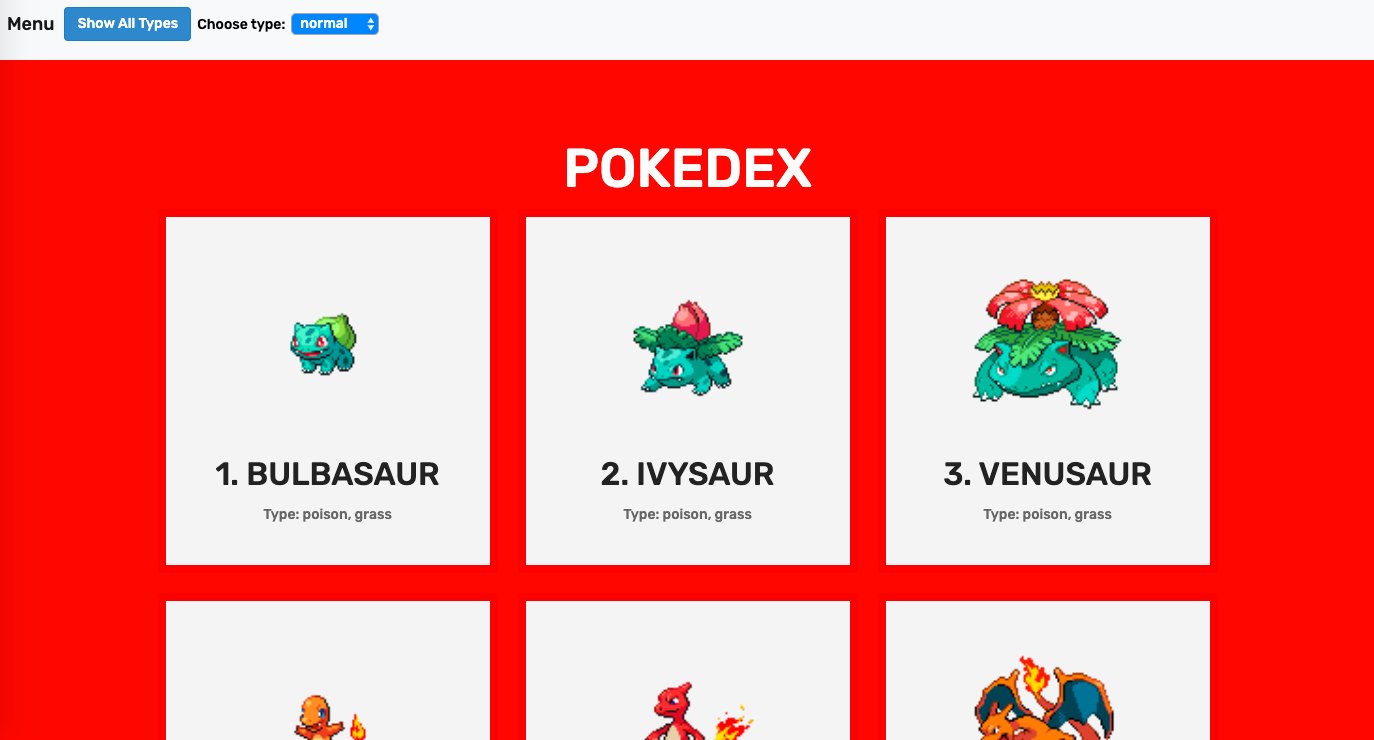 Menu Show All Types Choose type: normal
POKEDEX
1. BULBASAUR
Type: poison, grass
2. IVYSAUR
Type: poison, grass
3. VENUSAUR
Type: poison, grass